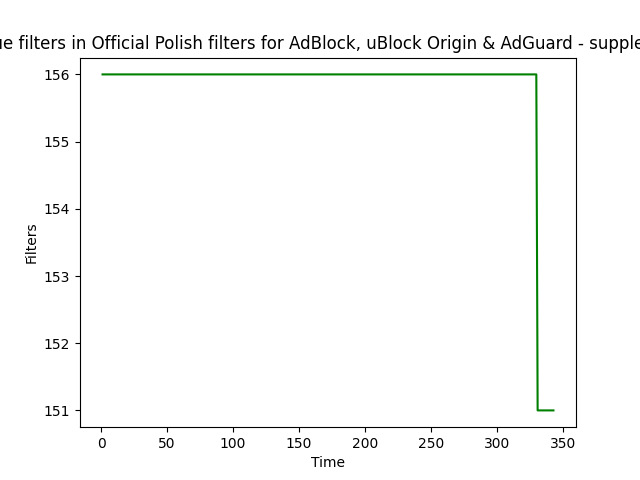 ue filters in Official Polish filters for AdBlock, uBlock Origin & AdGuard - supple
156
155
154
153
152
151
Filters
0 50 100 150 200 250 300 350
Time